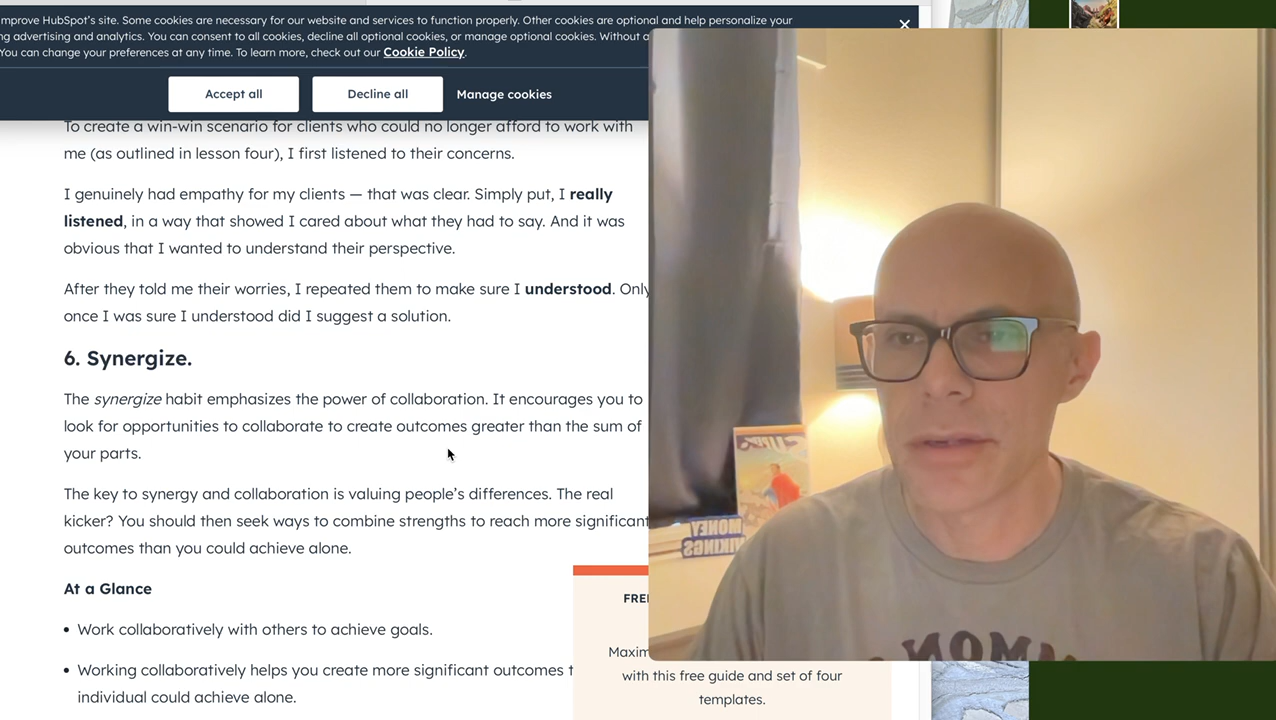 improve HubSpot's site. Some cookies are necessary for our website and services to function properly. Other cookies are optional and help personalize your
ng advertising and analytics. You can consent to all cookies, decline all optional cookies, or manage optional cookies. Without a
You can change your preferences at any time. To learn more, check out our Cookie Policy.
Accept all
Decline all
Manage cookies
To create a win-win scenario for clients who could no longer afford to work with
me (as outlined in lesson four), I first listened to their concerns.
I genuinely had empathy for my clients — that was clear. Simply put, I really
listened, in a way that showed I cared about what they had to say. And it was
obvious that I wanted to understand their perspective.
After they told me their worries, I repeated them to make sure I understood. Only
once I was sure I understood did I suggest a solution.
6. Synergize.
The synergize habit emphasizes the power of collaboration. It encourages you to
look for opportunities to collaborate to create outcomes greater than the sum of
your parts.
The key to synergy and collaboration is valuing people's differences. The real
kicker? You should then seek ways to combine strengths to reach more significant
outcomes than you could achieve alone.
At a Glance
• Work collaboratively with others to achieve goals.
• Working collaboratively helps you create more significant outcomes t
individual could achieve alone.
FREE
Maxim
with this free guide and set of four
templates.
MONEY
VIKINGS
MOM